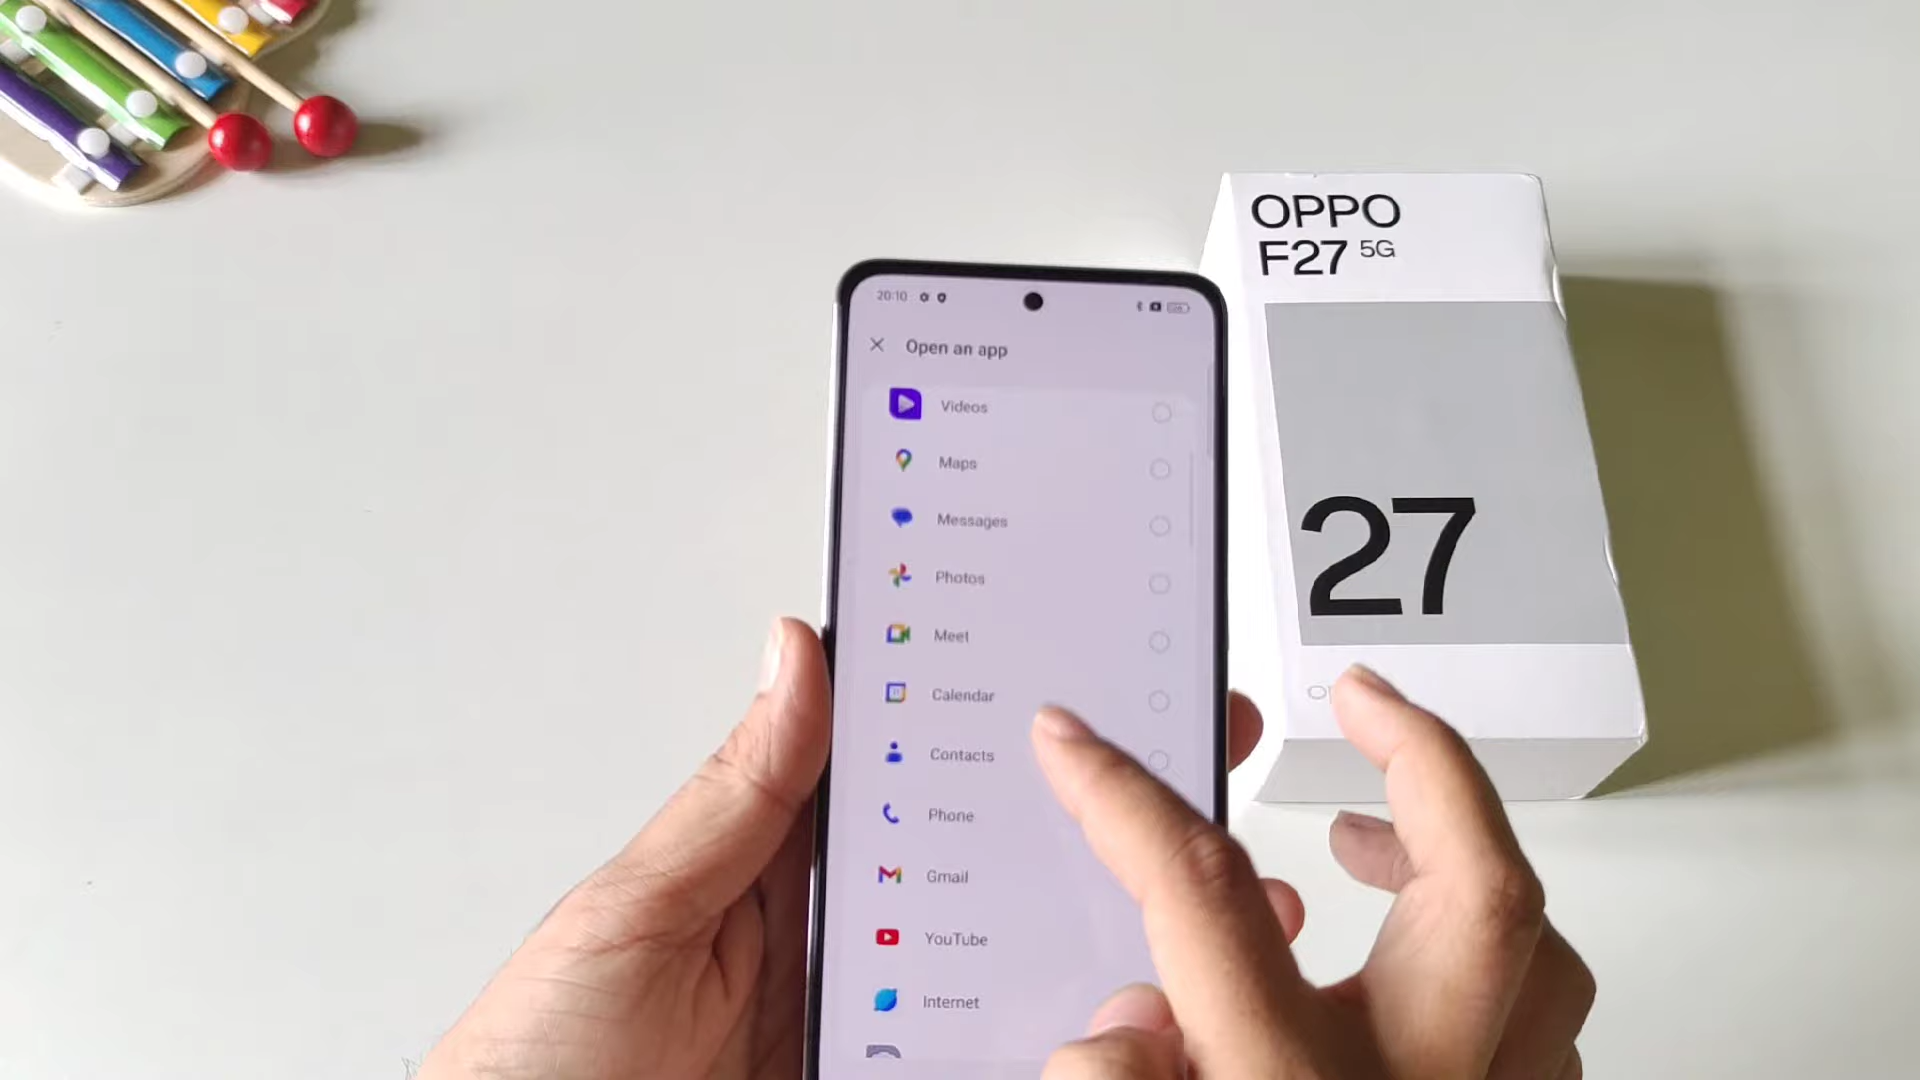 20:10
Open an app
Videos
Maps
Messages
Photos
Meet
Calendar
Contacts
Phone
Gmail
YouTube
Internet
OPPO
F27 5G
27